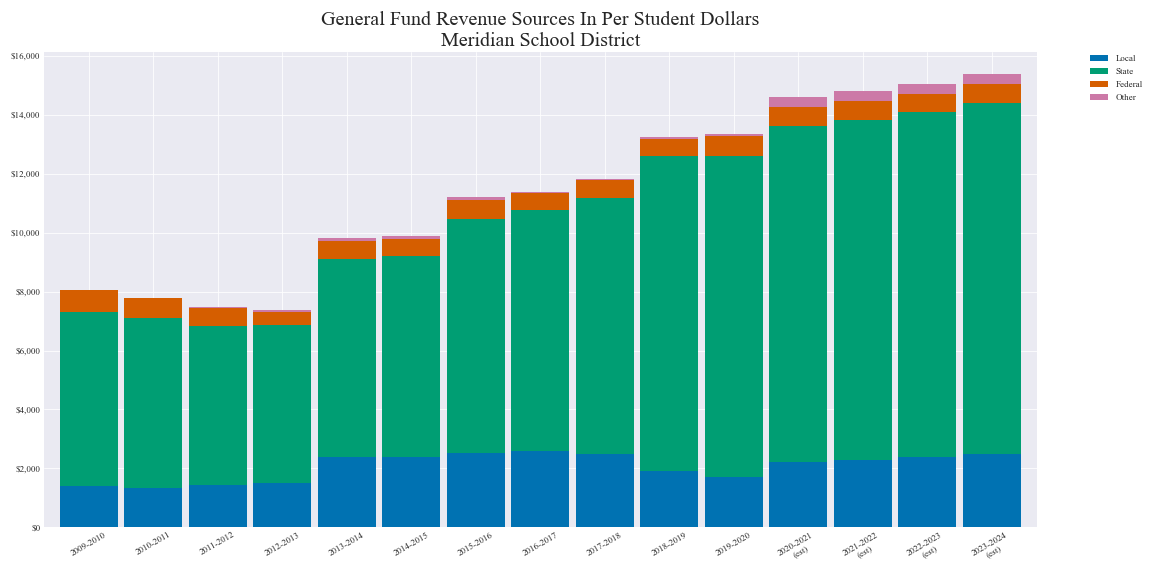 General Fund Revenue Sources In Per Student Dollars
Meridian School District
$16,000
$14,000
$12,000
$10,000
$8,000
$6,000
$4,000
$2,000
$0
Local
State
Federal
Other
2009-2010
2010-2011
2011-2012
2012-2013
2013-2014
2014-2015
2015-2016
2016-2017
2017-2018
2018-2019
2019-2020
2020-2021
(est)
2021-2022
(est)
2022-2023
(est)
2023-2024
(est)